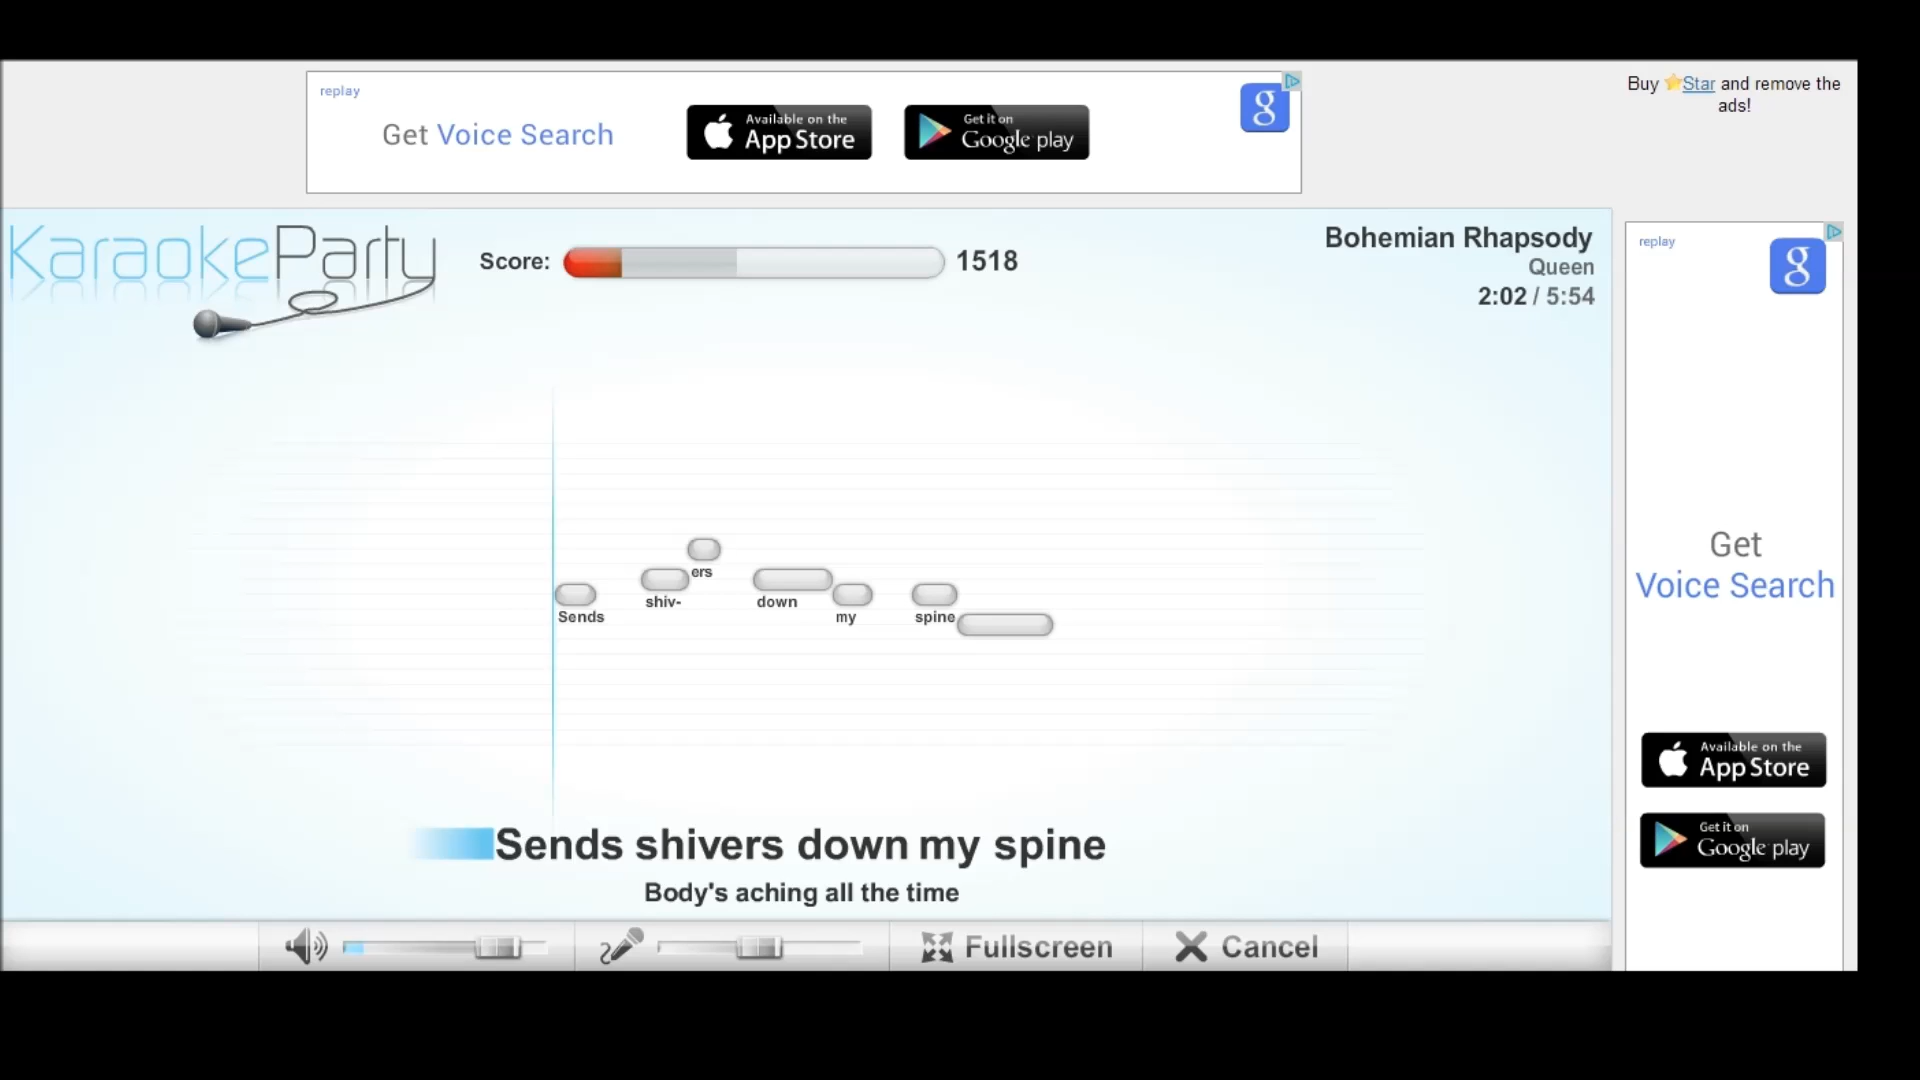 replay
Get Voice Search
Available on the
App Store
Get it on
Google play
g
Buy Star and remove the
ads!
KaraokeParty
Score: 1518
Bohemian Rhapsody
Queen
2:02 / 5:54
replay
g
Sends shiv- ers down my spine
Get
Voice Search
Available on the
App Store
Get it on
Google play
Sends shivers down my spine
Body's aching all the time
Fullscreen
Cancel